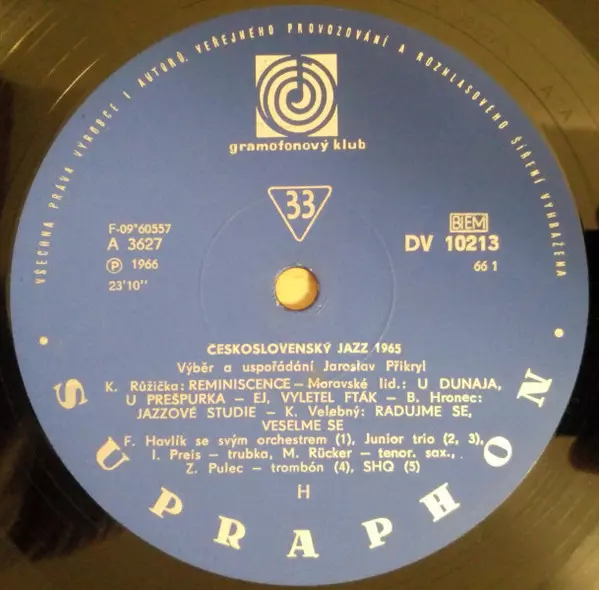 VŠECHNA PRÁVA VÝROBCE I AUTORŮ, VEŘEJNÉHO PROVOZOVÁNÍ A ROZHLASOVÉHO ŠÍŘENÍ VYHRAŽENA
gramofonový klub
33
F-09*60557
A 3627
Ⓟ 1966
23'10"
BIEM
DV 10213
66 1
ČESKOSLOVENSKÝ JAZZ 1965
Výběr a uspořádání Jaroslav Přikryl
K. Růžička: REMINISCENCE – Moravské lid.: U DUNAJA,
U PREŠPURKA – EJ, VYLETEL FTÁK – B. Hronec:
JAZZOVÉ STUDIE – K. Velebný: RADUJME SE,
VESELME SE
F. Havlík se svým orchestrem (1), Junior trio (2, 3),
I. Preis – trubka, M. Rücker – tenor. sax.,
Z. Pulec – trombón (4), SHQ (5)
H
SUPRAPHON